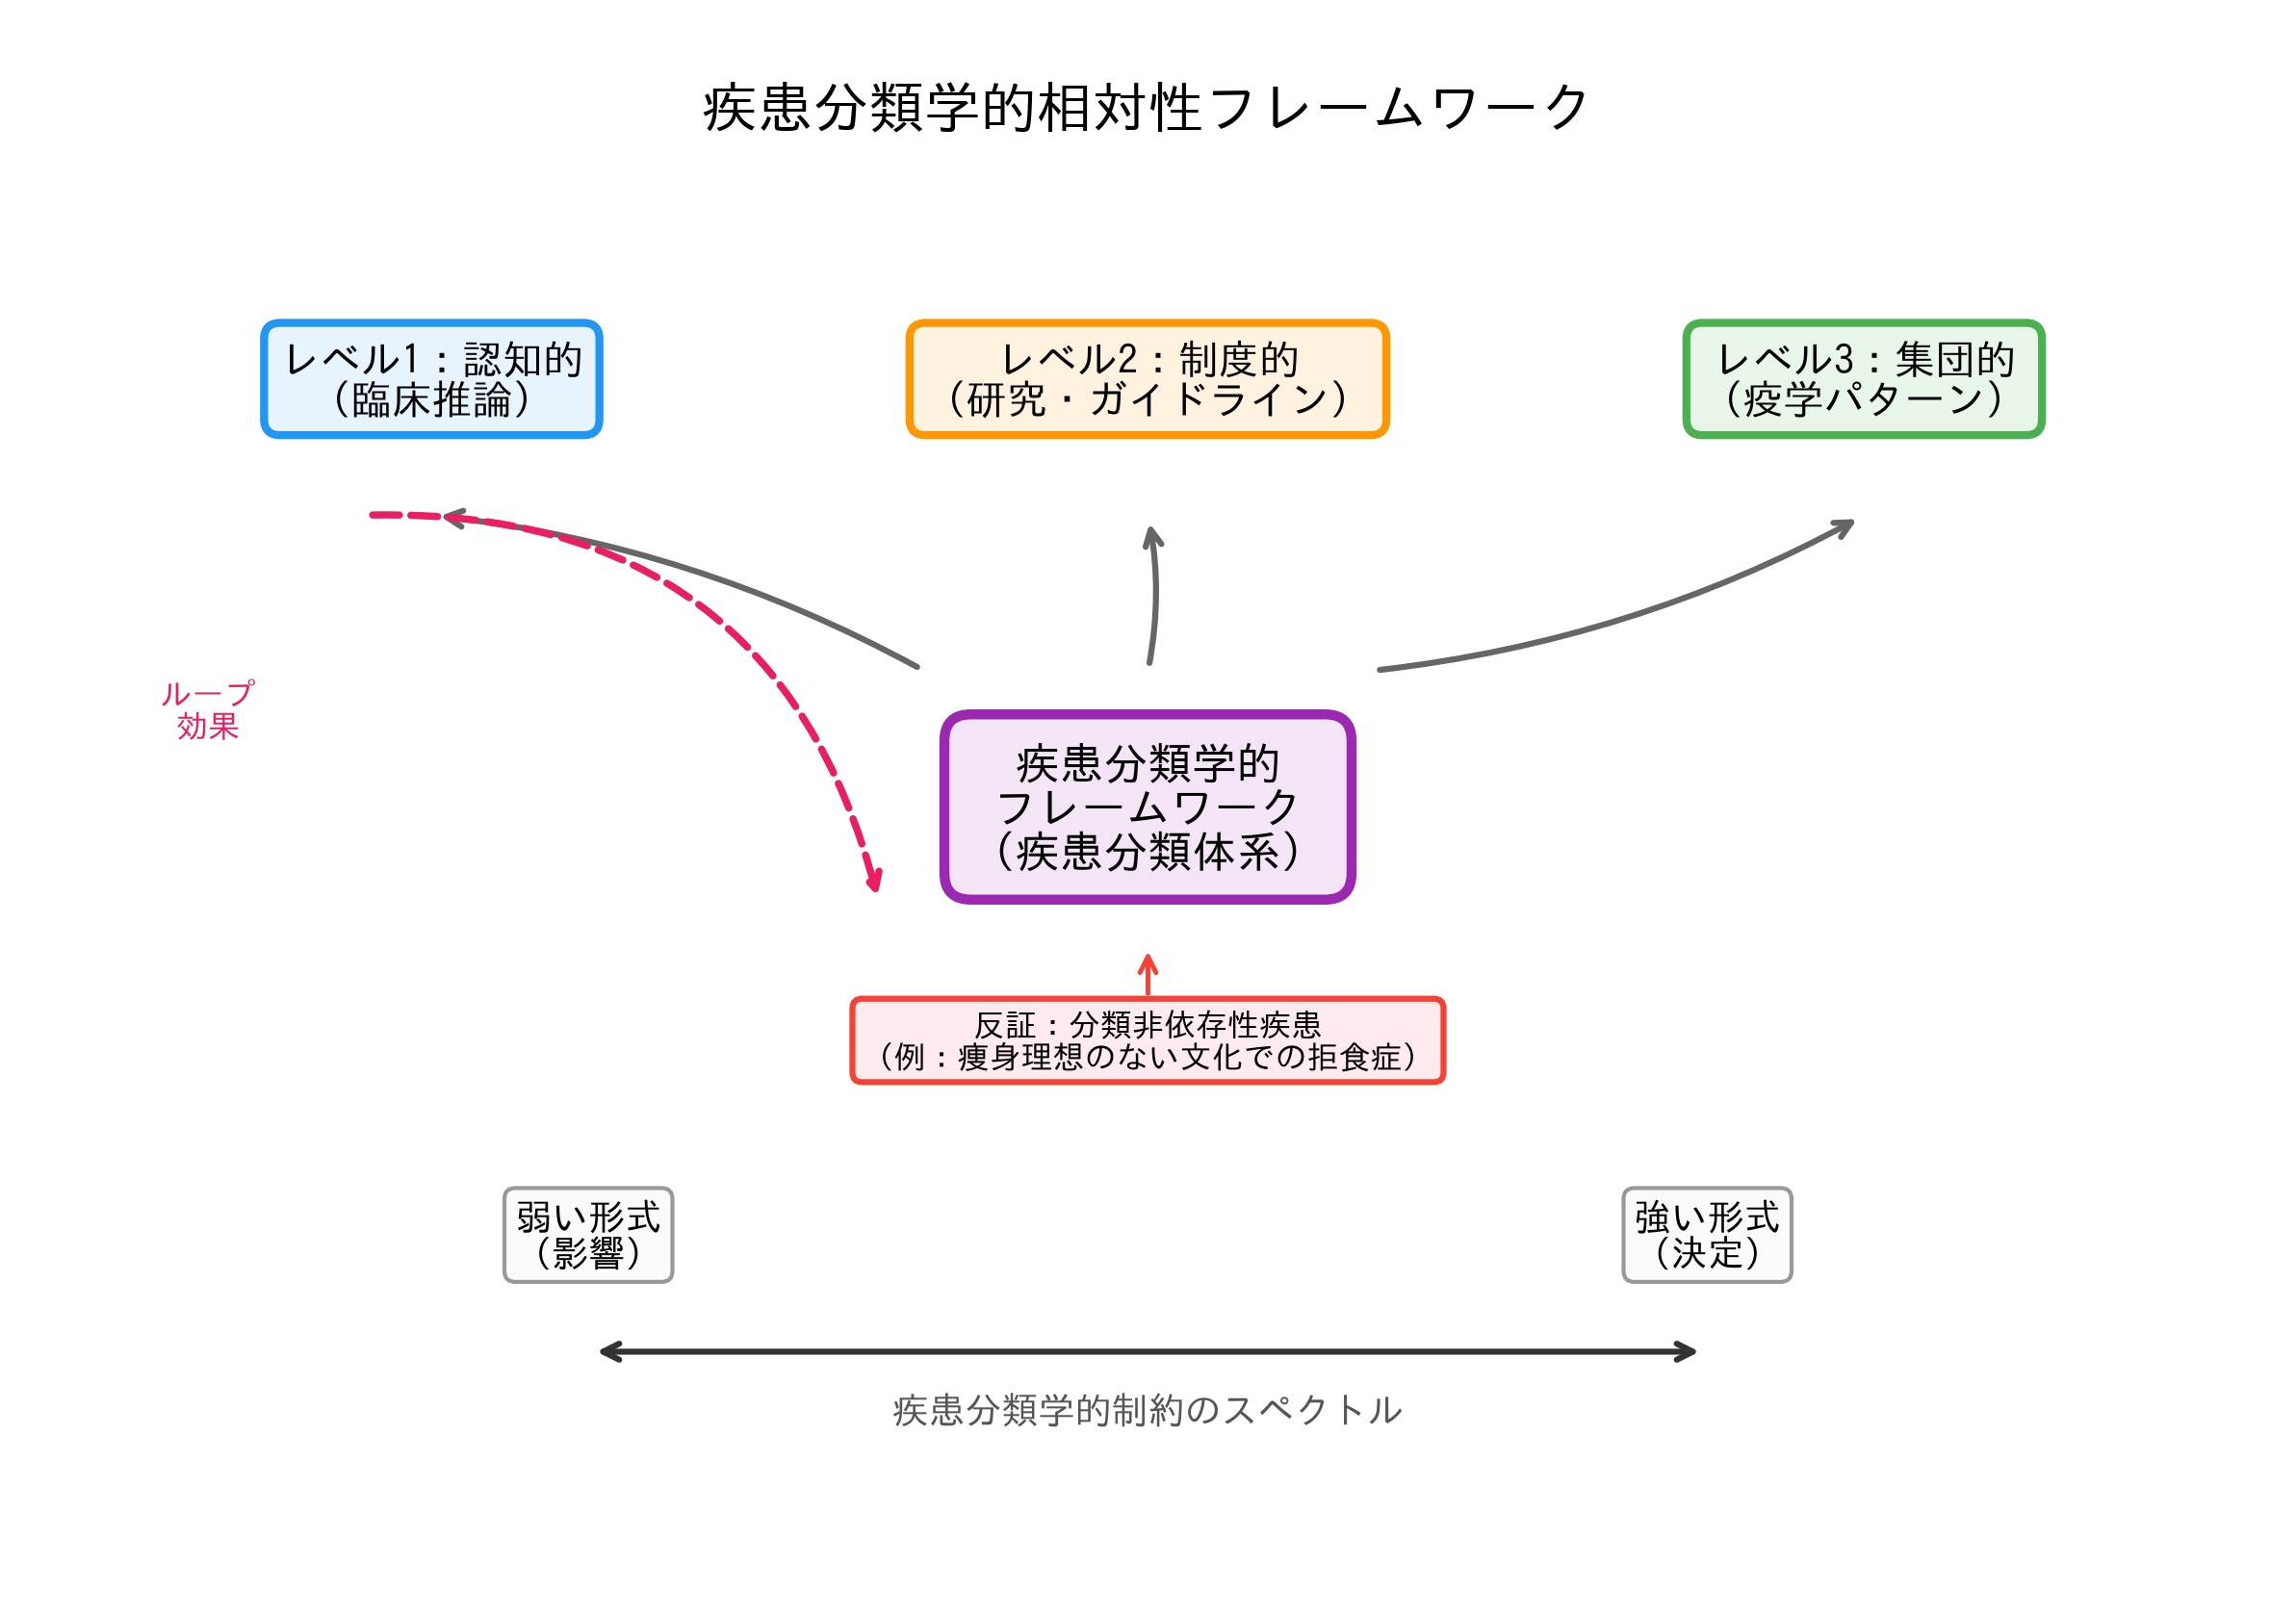 疾患分類学的相対性フレームワーク
レベル1：認知的
（臨床推論）
レベル2：制度的
（研究・ガイドライン）
レベル3：集団的
（疫学パターン）
ループ
効果
疾患分類学的
フレームワーク
（疾患分類体系）
反証：分類非依存性疾患
（例：痩身理想のない文化での拒食症）
弱い形式
（影響）
強い形式
（決定）
疾患分類学的制約のスペクトル